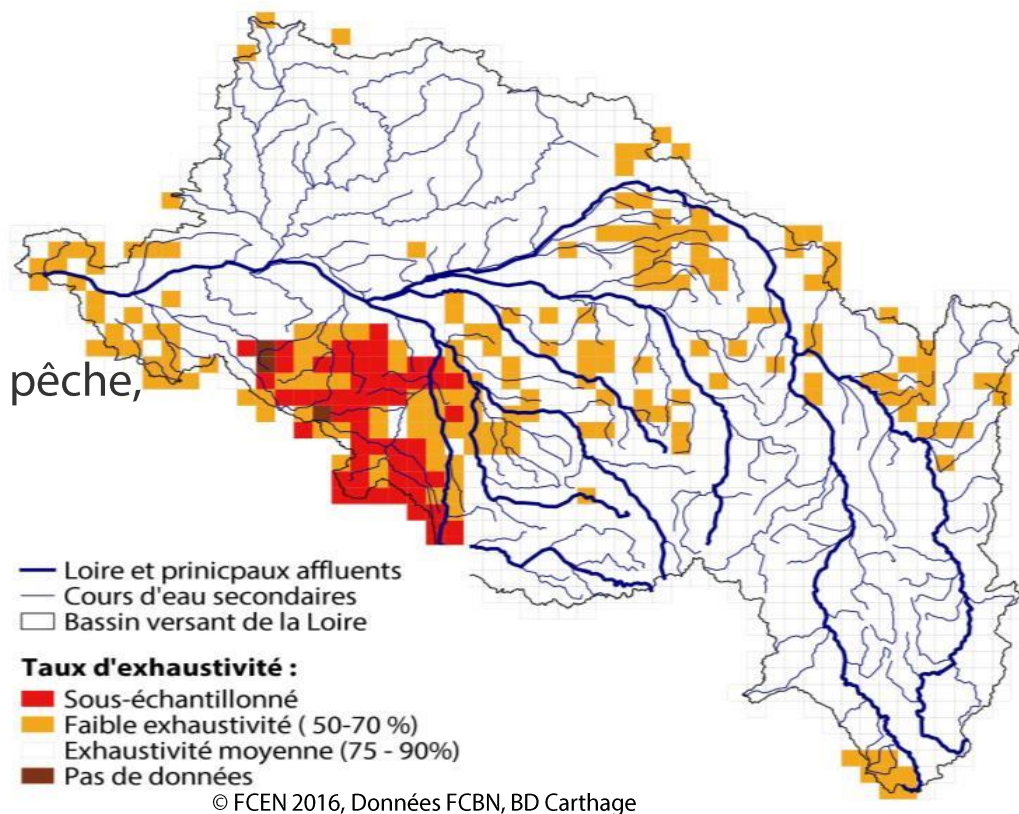 pêche,
Loire et prinicpaux affluents
Cours d'eau secondaires
Bassin versant de la Loire
Taux d'exhaustivité :
Sous-échantillonné
Faible exhaustivité ( 50-70 %)
Exhaustivité moyenne (75 - 90%)
Pas de données
© FCEN 2016, Données FCBN, BD Carthage